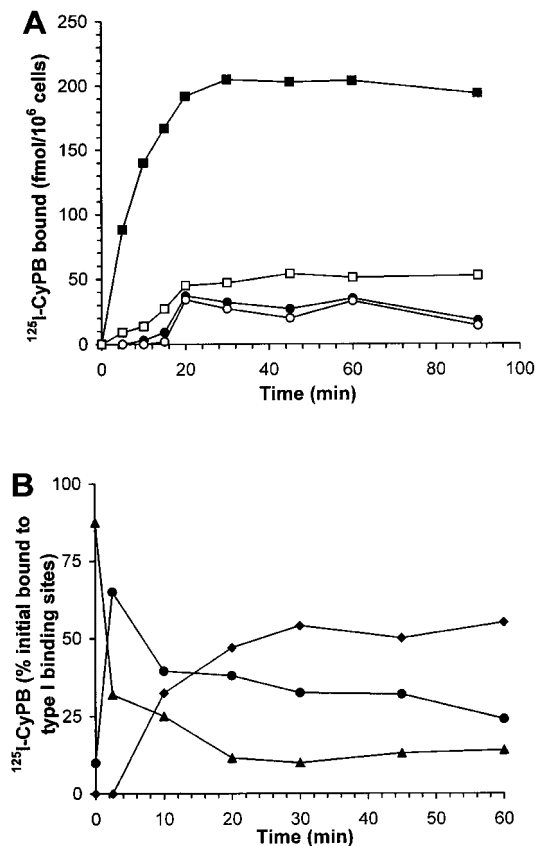 A
250
200
150
100
50
0
¹²⁵I-CyPB bound (fmol/10⁶ cells)
0 20 40 60 80 100
Time (min)
B
100
75
50
25
0
¹²⁵I-CyPB (% initial bound to
type I binding sites)
0 10 20 30 40 50 60
Time (min)